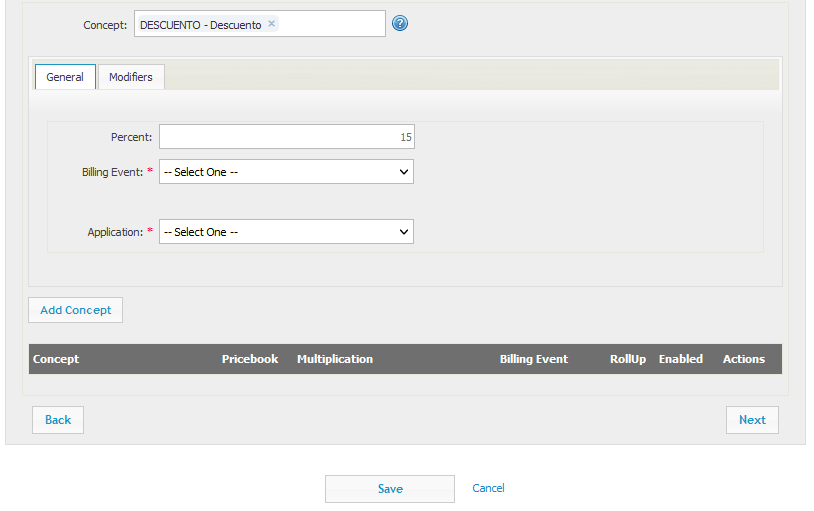 Concept: DESCUENTO - Descuento ×
General Modifiers
Percent: 15
Billing Event: * -- Select One --
Application: * -- Select One --
Add Concept
Concept Pricebook Multiplication Billing Event RollUp Enabled Actions
Back Next
Save Cancel